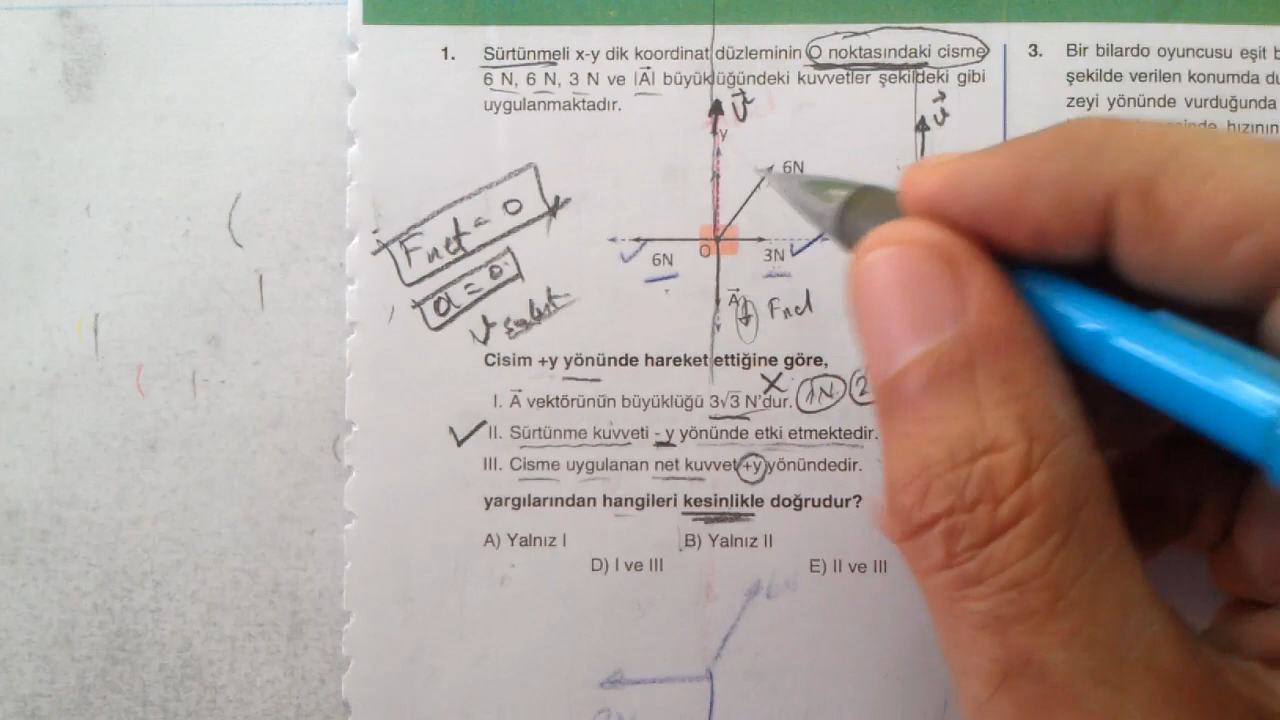 1. Sürtünmeli x-y dik koordinat düzleminin O noktasındaki cisme
6 N, 6 N, 3 N ve |A⃗| büyüklüğündeki kuvvetler şekildeki gibi
uygulanmaktadır.
v⃗
y
6N
O
6N
3N
A⃗
Fnet
v⃗
Fnet = 0
a = 0
Cisim +y yönünde hareket ettiğine göre,
I. A⃗ vektörünün büyüklüğü 3√3 N'dur.
1N
2
II. Sürtünme kuvveti - y yönünde etki etmektedir.
III. Cisme uygulanan net kuvvet +y yönündedir.
yargılarından hangileri kesinlikle doğrudur?
A) Yalnız I
B) Yalnız II
D) I ve III
E) II ve III
3. Bir bilardo oyuncusu eşit
şekilde verilen konumda
zeyi yönünde vurduğunda
hızının